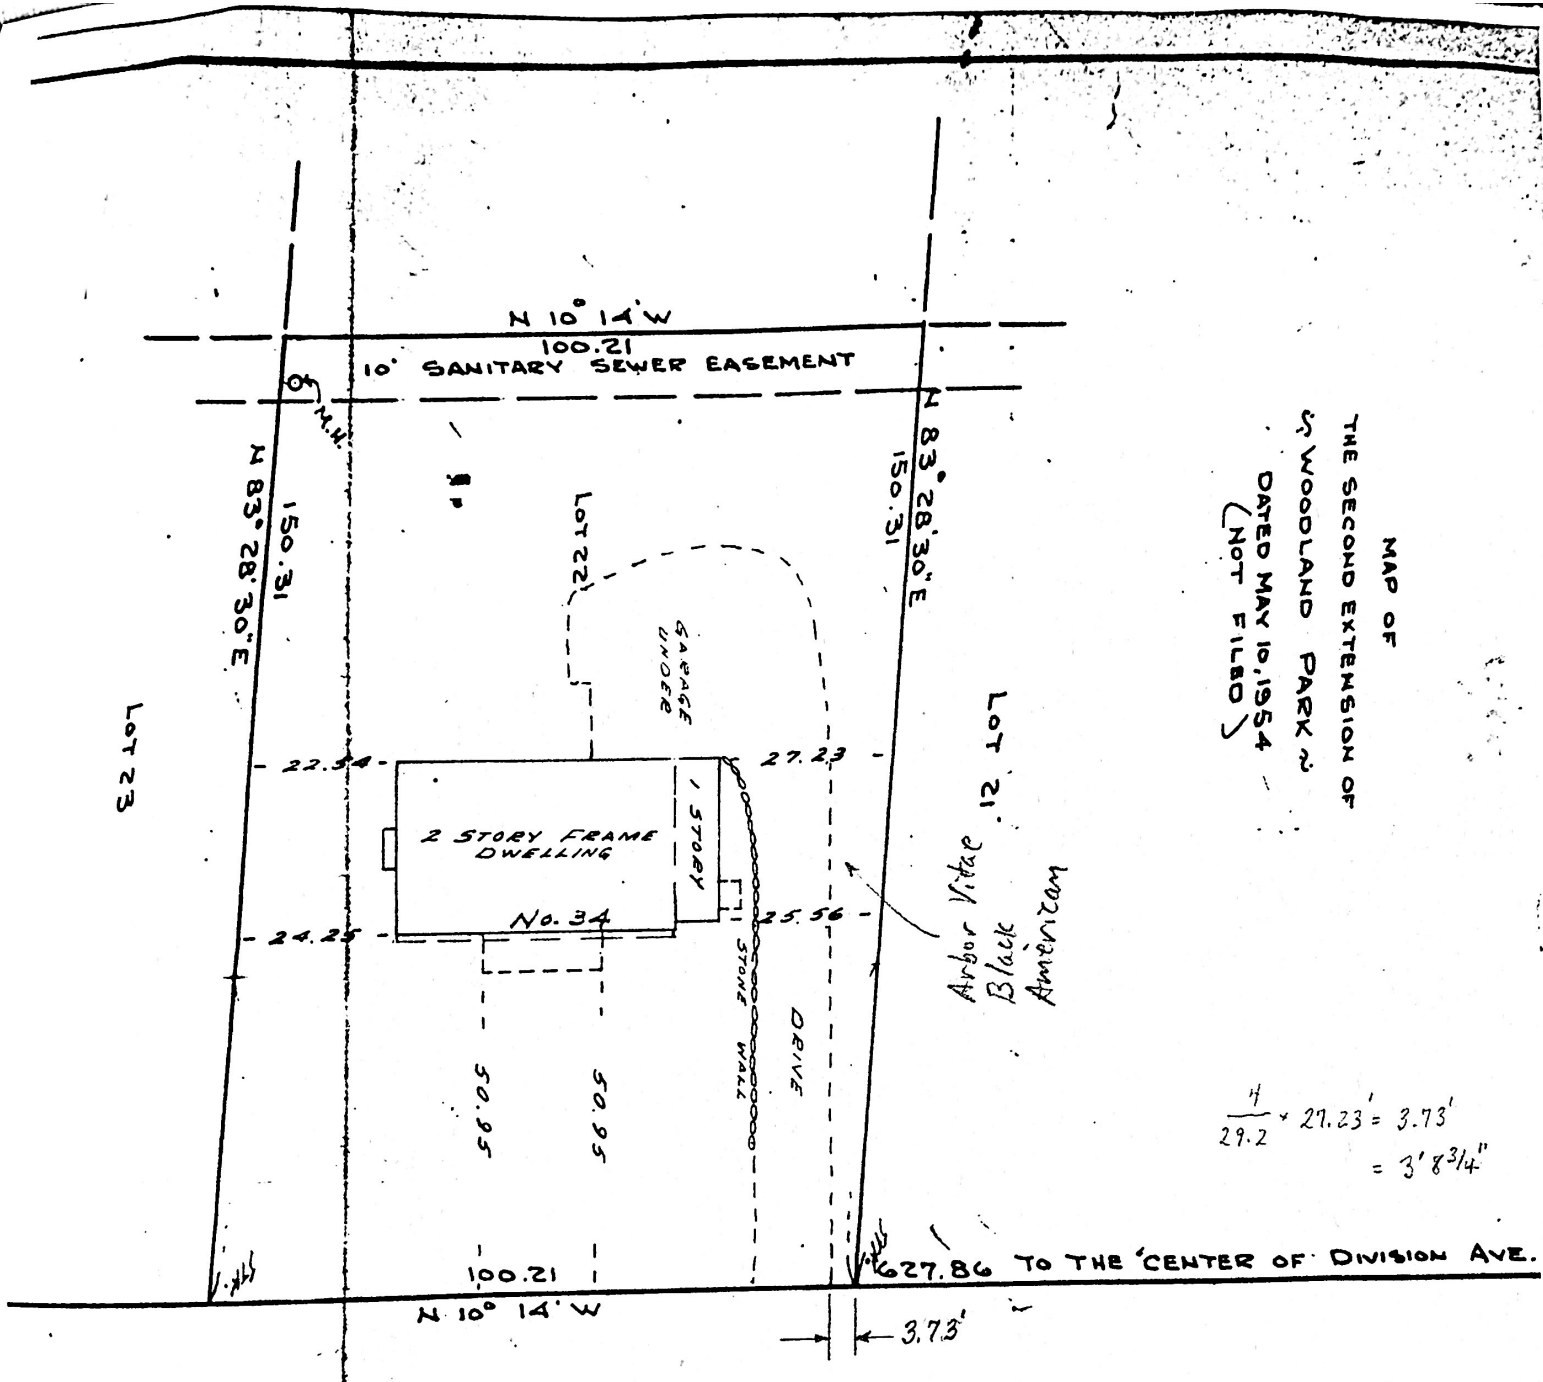 N 10° 14' W
100.21
10' SANITARY SEWER EASEMENT
M.H.
N 83° 28' 30" E
150.31
N 83° 28' 30" E
150.31
MAP OF
THE SECOND EXTENSION OF
~ WOODLAND PARK ~
DATED MAY 10, 1954
(NOT FILED)
LOT 22
GARAGE
UNDER
LOT 23
LOT 21
22.54
27.23
2 STORY FRAME
DWELLING
1 STORY
No. 34
24.25
25.56
Arbor Vitae
Black
American
STONE WALL
DRIVE
50.95
50.95
4/29.2 × 27.23' = 3.73'
= 3' 8 3/4"
STK.
100.21
N 10° 14' W
627.86 TO THE CENTER OF DIVISION AVE.
3.73'